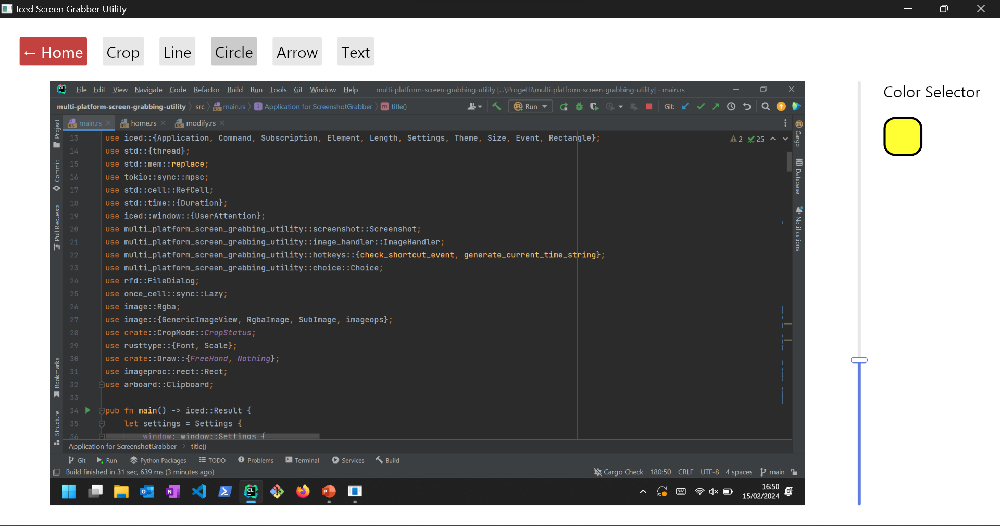 Iced Screen Grabber Utility
← Home Crop Line Circle Arrow Text
Color Selector
CL File Edit View Navigate Code Refactor Build Run Tools Git Window Help multi-platform-screen-grabbing-utility [...\Progetti\multi-platform-screen-grabbing-utility] - main.rs
multi-platform-screen-grabbing-utility src main.rs I Application for ScreenshotGrabber m title() Run Git:
main.rs home.rs modify.rs
Project
Commit
Pull Requests
Bookmarks
Structure
2 25
13 use iced::{Application, Command, Subscription, Element, Length, Settings, Theme, Size, Event, Rectangle};
14 use std::{thread};
15 use std::mem::replace;
16 use tokio::sync::mpsc;
17 use std::cell::RefCell;
18 use std::time::{Duration};
19 use iced::window::{UserAttention};
20 use multi_platform_screen_grabbing_utility::screenshot::Screenshot;
21 use multi_platform_screen_grabbing_utility::image_handler::ImageHandler;
22 use multi_platform_screen_grabbing_utility::hotkeys::{check_shortcut_event, generate_current_time_string};
23 use multi_platform_screen_grabbing_utility::choice::Choice;
24 use rfd::FileDialog;
25 use once_cell::sync::Lazy;
26 use image::Rgba;
27 use image::{GenericImageView, RgbaImage, SubImage, imageops};
28 use crate::CropMode::CropStatus;
29 use rusttype::{Font, Scale};
30 use crate::Draw::{FreeHand, Nothing};
31 use imageproc::rect::Rect;
32 use arboard::Clipboard;
33
34 pub fn main() -> iced::Result {
35 let settings = Settings {
36 window: window::Settings {
Cargo
Database
Notifications
Application for ScreenshotGrabber title()
Git Run Python Packages TODO Problems Terminal Services Build
Build finished in 31 sec, 639 ms (3 minutes ago) Cargo Check 180:50 CRLF UTF-8 4 spaces main
16:50
15/02/2024